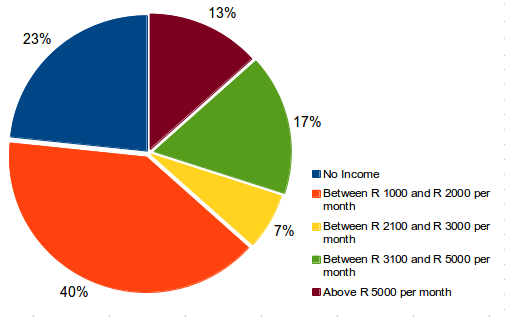 13%
23%
17%
7%
40%
No Income
Between R 1000 and R 2000 per
month
Between R 2100 and R 3000 per
month
Between R 3100 and R 5000 per
month
Above R 5000 per month